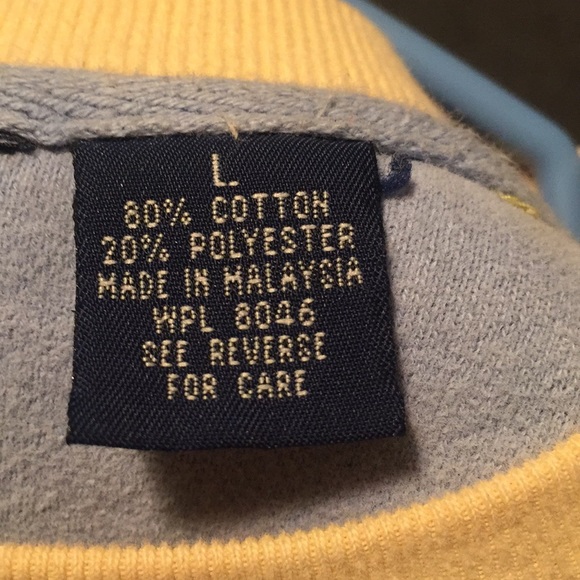 L
80% COTTON
20% POLYESTER
MADE IN MALAYSIA
WPL 8046
SEE REVERSE
FOR CARE